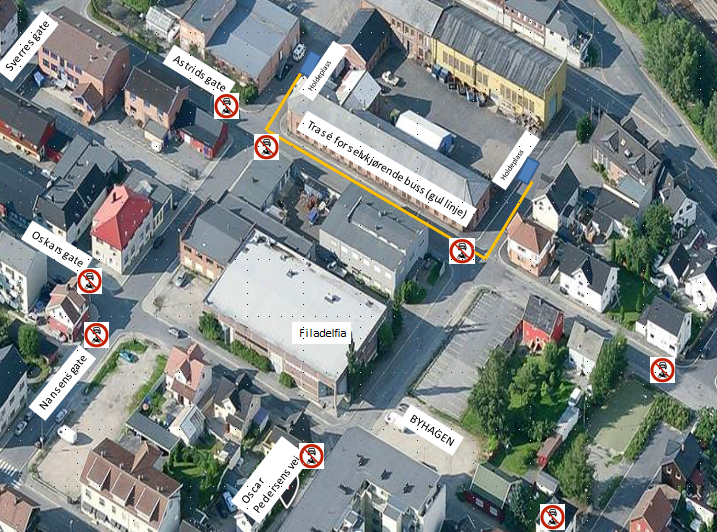 Sverres gate
Astrids gate
Holdeplass
Trasé for selvkjørende buss (gul linje)
Holdeplass
Oskars gate
Filadelfia
Nansens gate
BYHAGEN
Oscar
Pedersens vei